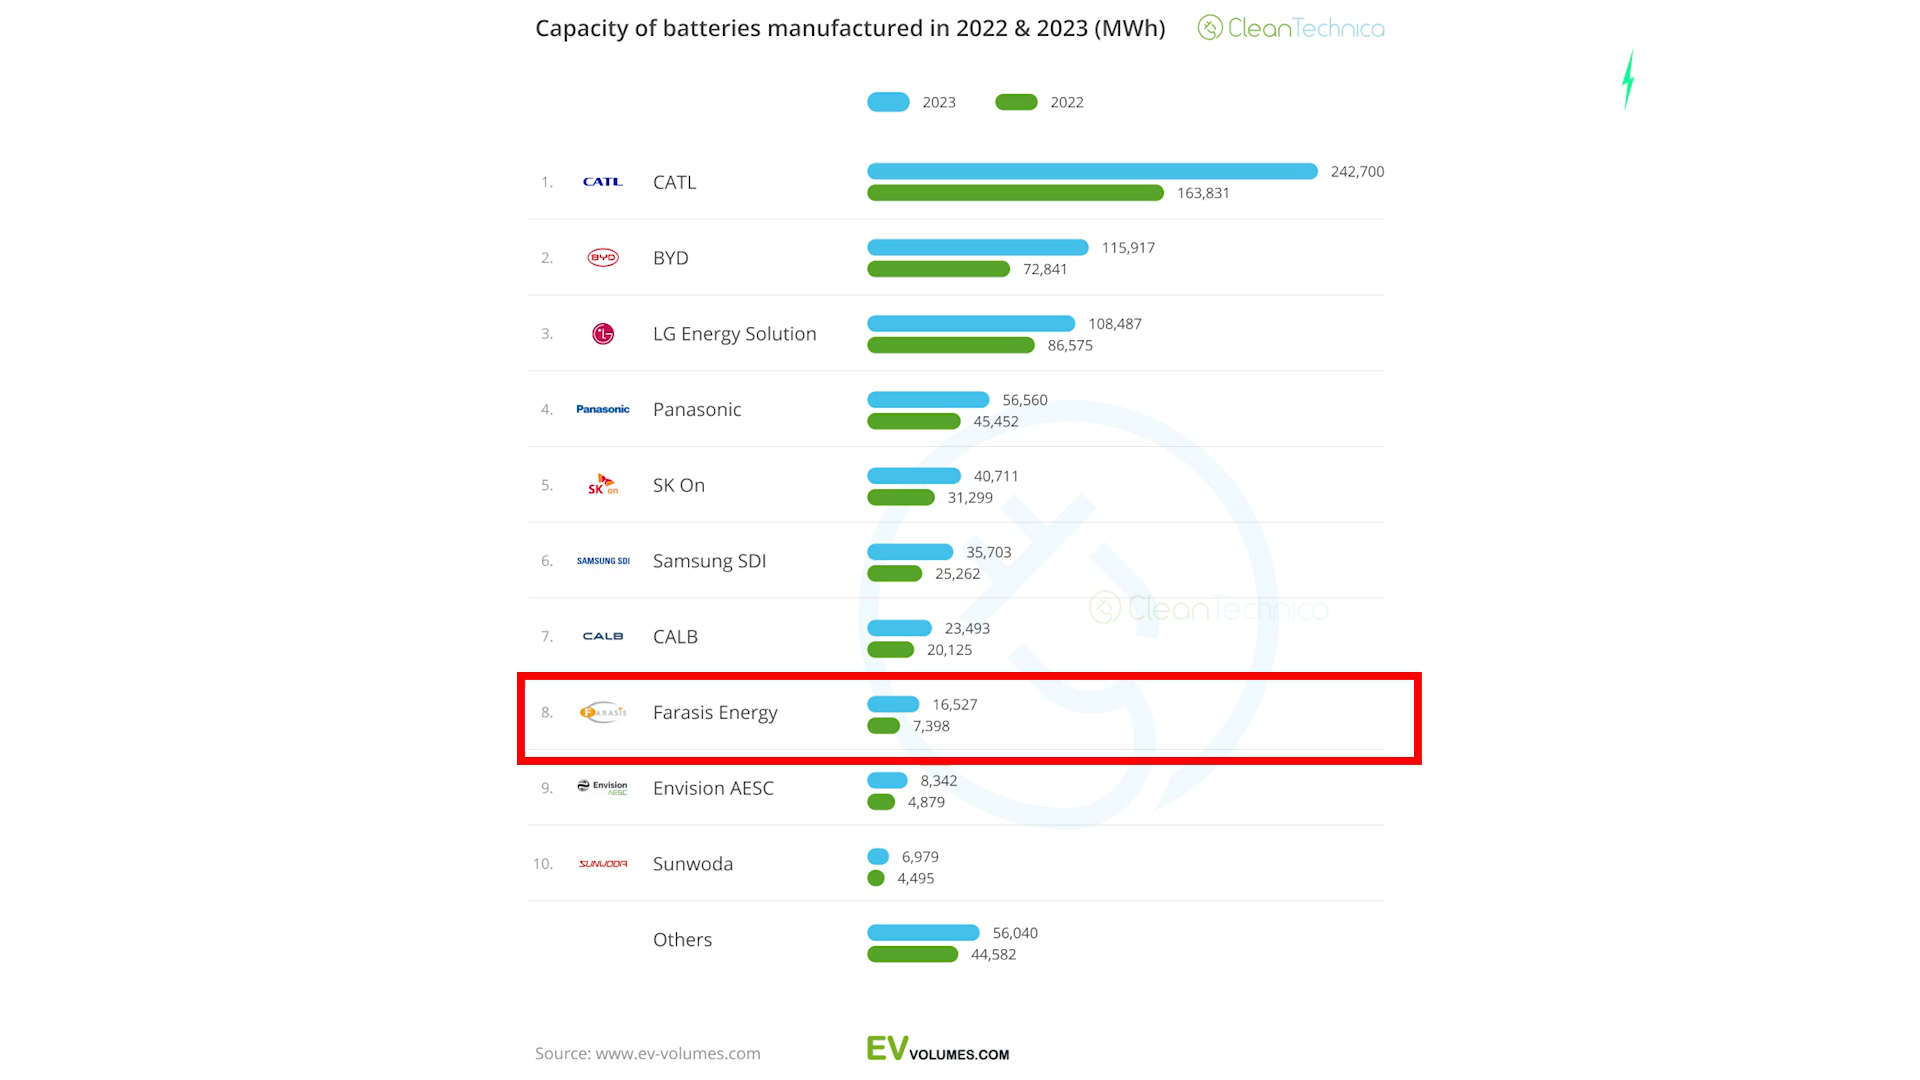 Capacity of batteries manufactured in 2022 & 2023 (MWh) CleanTechnica
2023 2022
1. CATL CATL 242,700
163,831
2. BYD BYD 115,917
72,841
3. LG LG Energy Solution 108,487
86,575
4. Panasonic Panasonic 56,560
45,452
5. SK on SK On 40,711
31,299
6. SAMSUNG SDI Samsung SDI 35,703
25,262
CleanTechnica
7. CALB CALB 23,493
20,125
8. FARASIS Farasis Energy 16,527
7,398
9. Envision AESC Envision AESC 8,342
4,879
10. SUNWODA Sunwoda 6,979
4,495
Others 56,040
44,582
Source: www.ev-volumes.com EVVOLUMES.COM